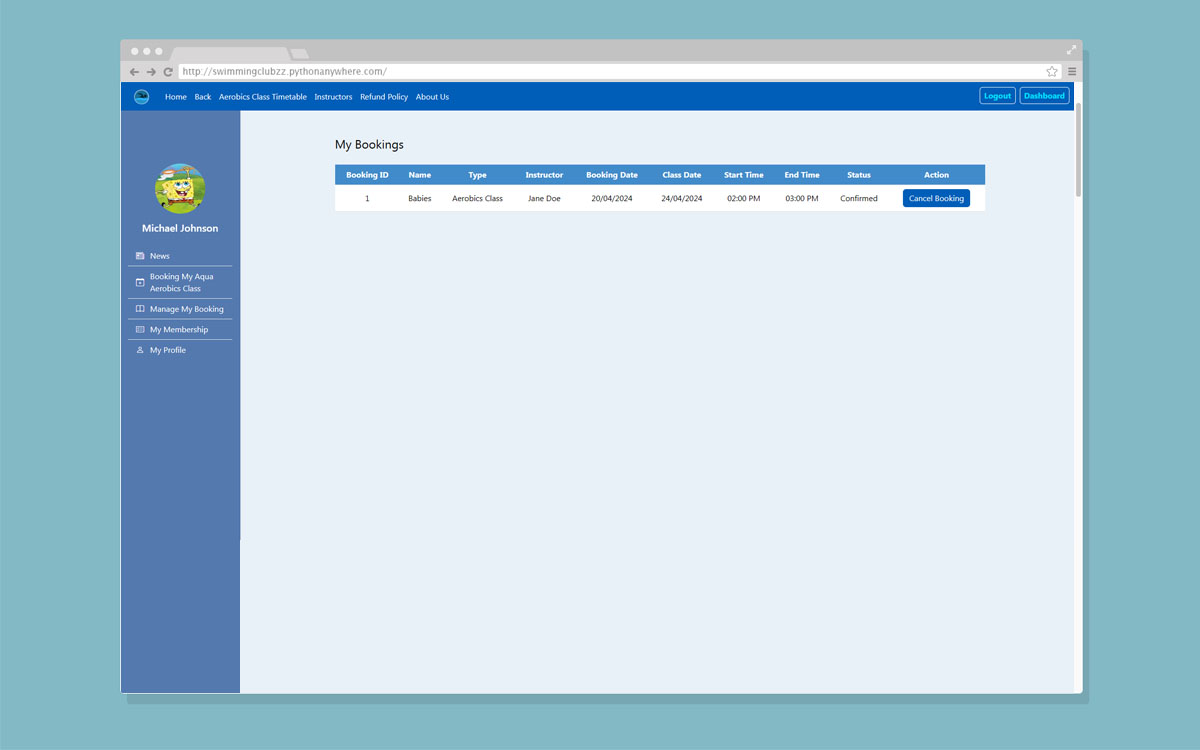 http://swimmingclubzz.pythonanywhere.com/
Home Back Aerobics Class Timetable Instructors Refund Policy About Us Logout Dashboard
Michael Johnson
News
Booking My Aqua
Aerobics Class
Manage My Booking
My Membership
My Profile
My Bookings
Booking ID Name Type Instructor Booking Date Class Date Start Time End Time Status Action
1 Babies Aerobics Class Jane Doe 20/04/2024 24/04/2024 02:00 PM 03:00 PM Confirmed Cancel Booking